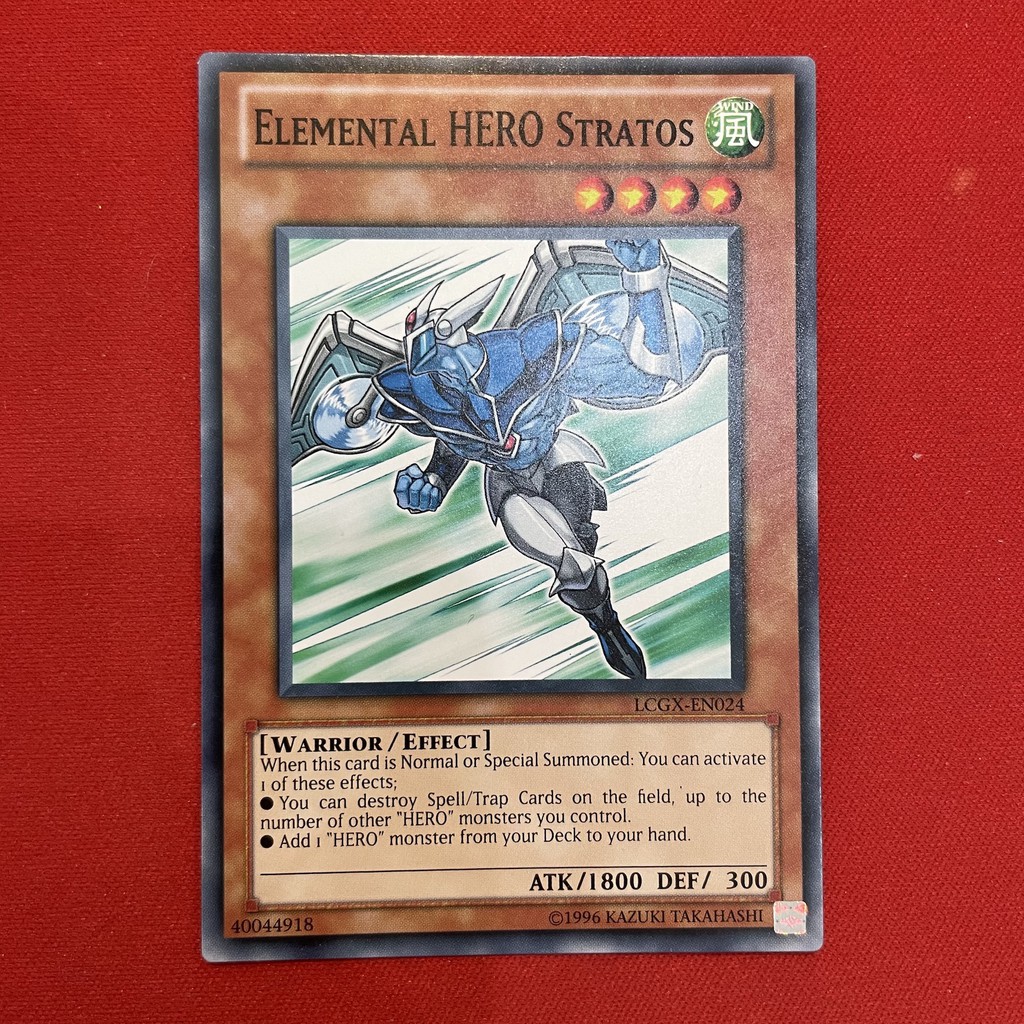 ELEMENTAL HERO STRATOS
WIND
風
LCGX-EN024
[WARRIOR/EFFECT]
When this card is Normal or Special Summoned: You can activate
1 of these effects;
● You can destroy Spell/Trap Cards on the field, up to the
number of other "HERO" monsters you control.
● Add 1 "HERO" monster from your Deck to your hand.
ATK/1800 DEF/ 300
40044918
©1996 KAZUKI TAKAHASHI